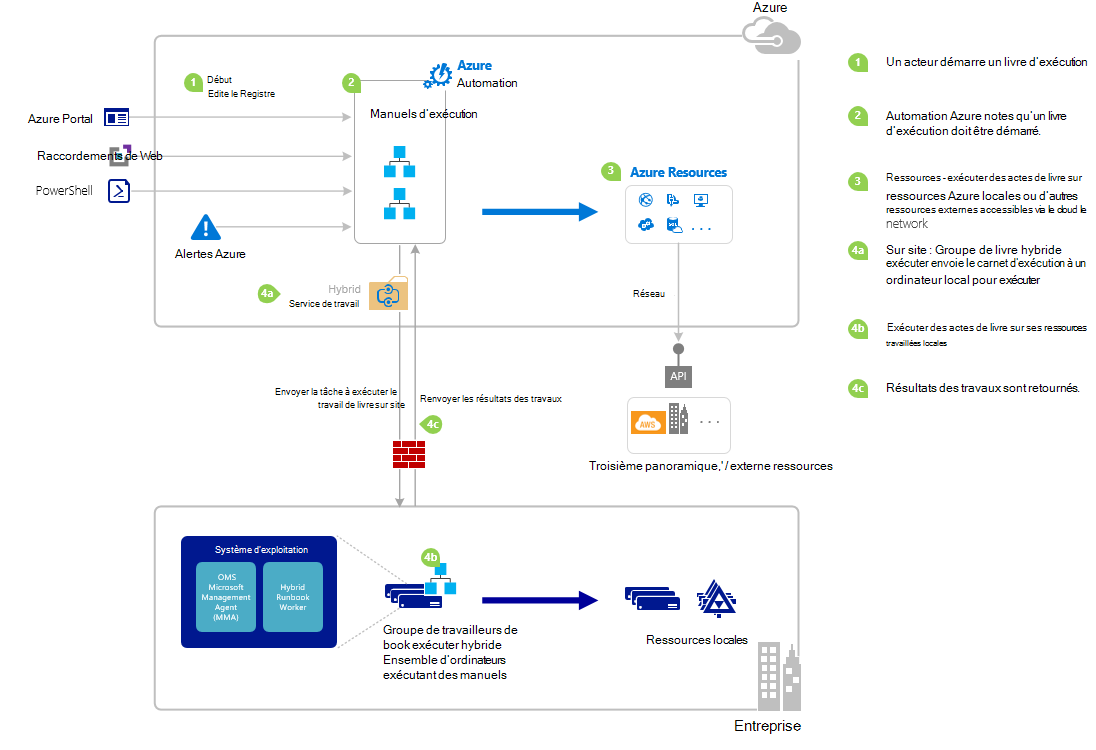 Azure
1 Début
Edite le Registre
2
Azure
Automation
Manuels d'exécution
Azure Portal
Raccordements de Web
PowerShell
Alertes Azure
3 Azure Resources
SQL
...
4a Hybrid
Service de travail
Réseau
API
AWS
...
Troisième panoramique,'/ externe ressources
Envoyer la tâche à exécuter le
travail de livre sur site
Renvoyer les résultats des travaux
4c
Système d'exploitation
OMS
Microsoft
Management
Agent
(MMA)
Hybrid
Runbook
Worker
4b
Groupe de travailleurs de
book exécuter hybride
Ensemble d'ordinateurs
exécutant des manuels
Ressources locales
Entreprise
1 Un acteur démarre un livre d'exécution
2 Automation Azure notes qu'un livre
d'exécution doit être démarré.
3 Ressources - exécuter des actes de livre sur
ressources Azure locales ou d'autres
ressources externes accessibles via le cloud le
network
4a Sur site : Groupe de livre hybride
exécuter envoie le carnet d'exécution à un
ordinateur local pour exécuter
4b Exécuter des actes de livre sur ses ressources
travaillées locales
4c Résultats des travaux sont retournés.